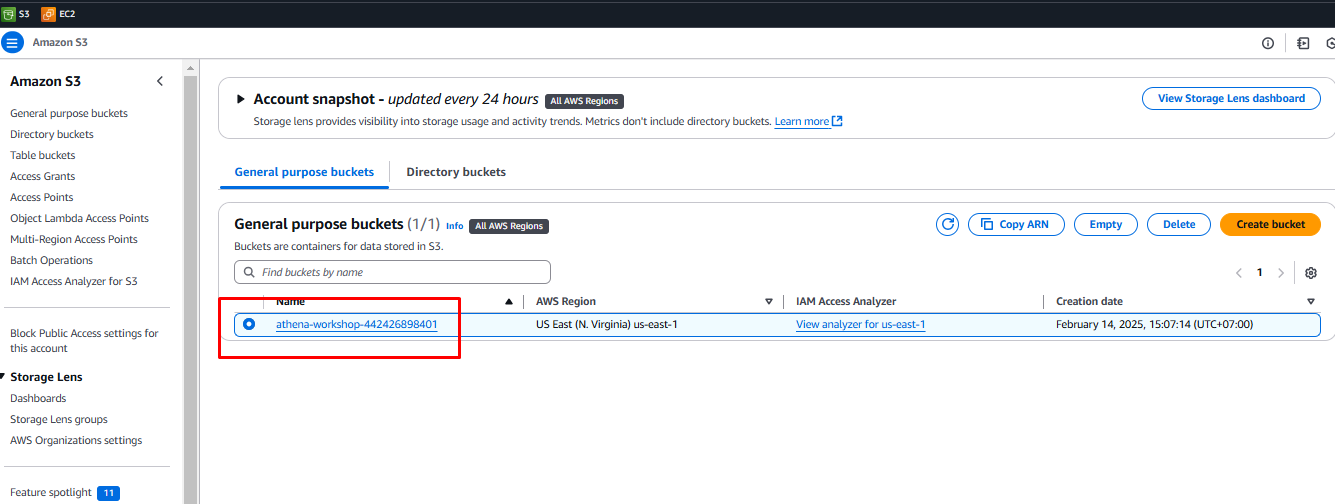 S3 EC2
Amazon S3
Amazon S3
General purpose buckets
Directory buckets
Table buckets
Access Grants
Access Points
Object Lambda Access Points
Multi-Region Access Points
Batch Operations
IAM Access Analyzer for S3
Block Public Access settings for
this account
Storage Lens
Dashboards
Storage Lens groups
AWS Organizations settings
Feature spotlight 11
Account snapshot - updated every 24 hours All AWS Regions
View Storage Lens dashboard
Storage lens provides visibility into storage usage and activity trends. Metrics don't include directory buckets. Learn more
General purpose buckets Directory buckets
General purpose buckets (1/1) Info All AWS Regions
Copy ARN Empty Delete Create bucket
Buckets are containers for data stored in S3.
Find buckets by name
1
Name AWS Region IAM Access Analyzer Creation date
athena-workshop-442426898401 US East (N. Virginia) us-east-1 View analyzer for us-east-1 February 14, 2025, 15:07:14 (UTC+07:00)